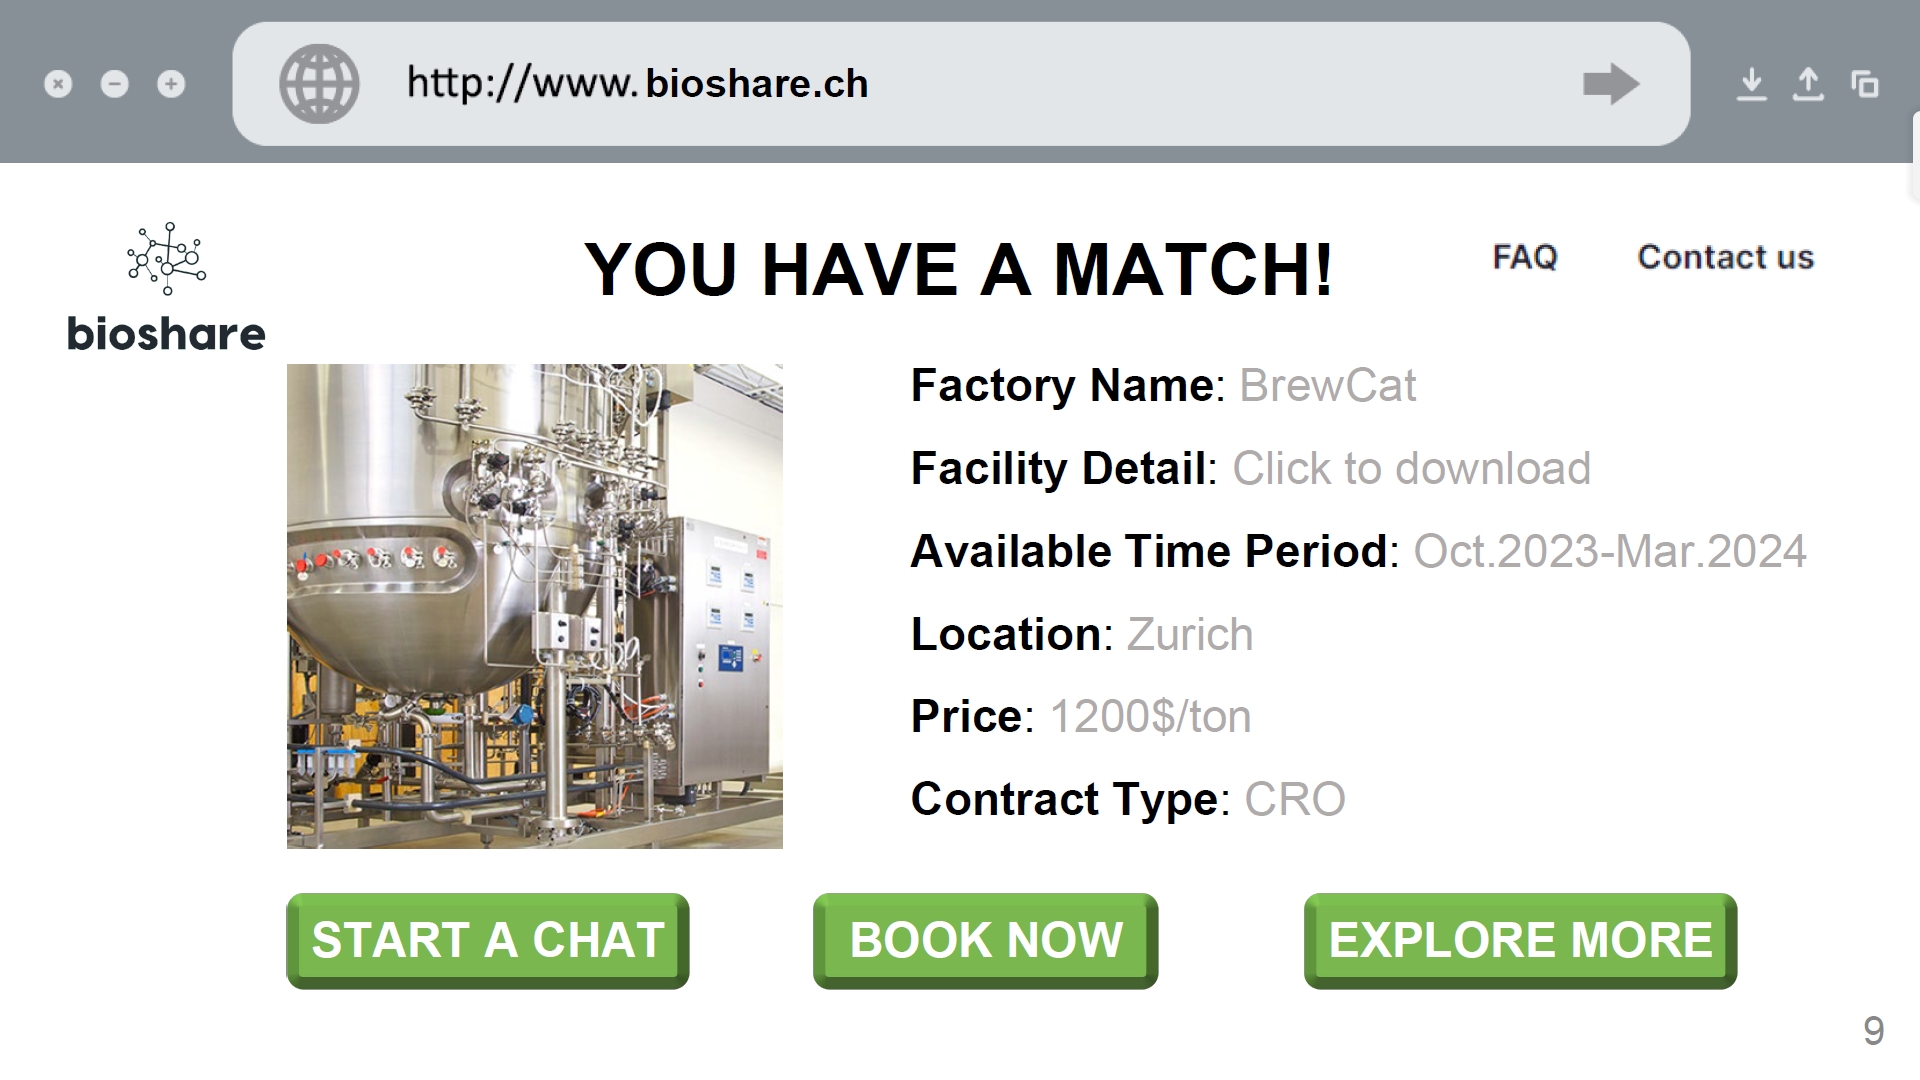 http://www.bioshare.ch
bioshare
YOU HAVE A MATCH!
FAQ
Contact us
Factory Name: BrewCat
Facility Detail: Click to download
Available Time Period: Oct.2023-Mar.2024
Location: Zurich
Price: 1200$/ton
Contract Type: CRO
START A CHAT
BOOK NOW
EXPLORE MORE
9